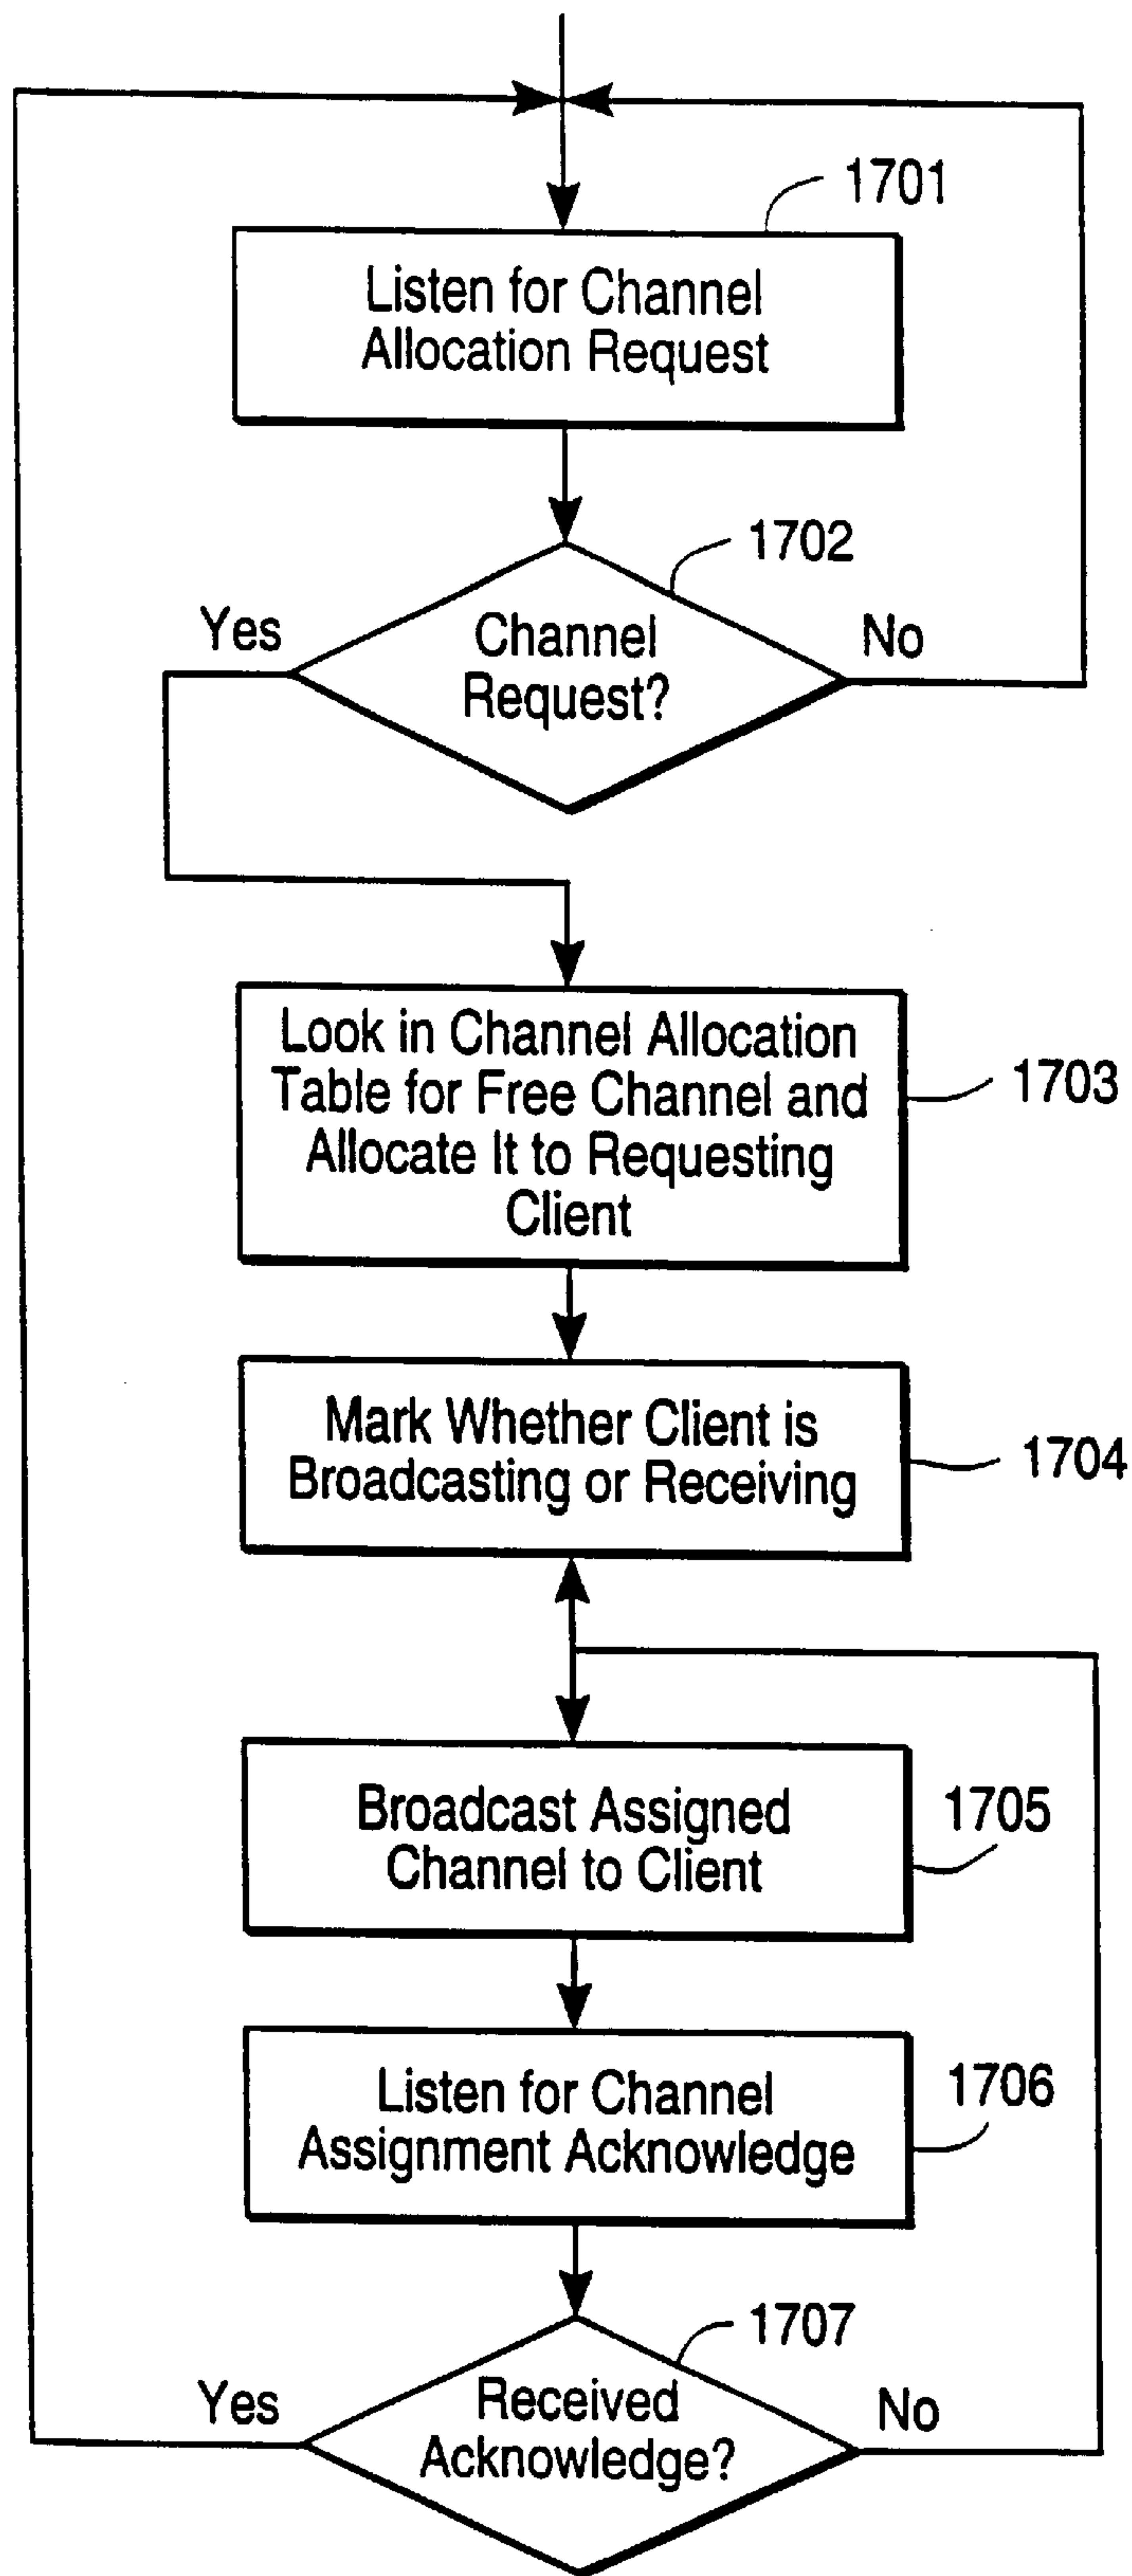 1701
Listen for Channel
Allocation Request
1702
Yes
Channel
Request?
No
Look in Channel Allocation
Table for Free Channel and
Allocate It to Requesting
Client
1703
Mark Whether Client is
Broadcasting or Receiving
1704
Broadcast Assigned
Channel to Client
1705
Listen for Channel
Assignment Acknowledge
1706
1707
Yes
Received
Acknowledge?
No